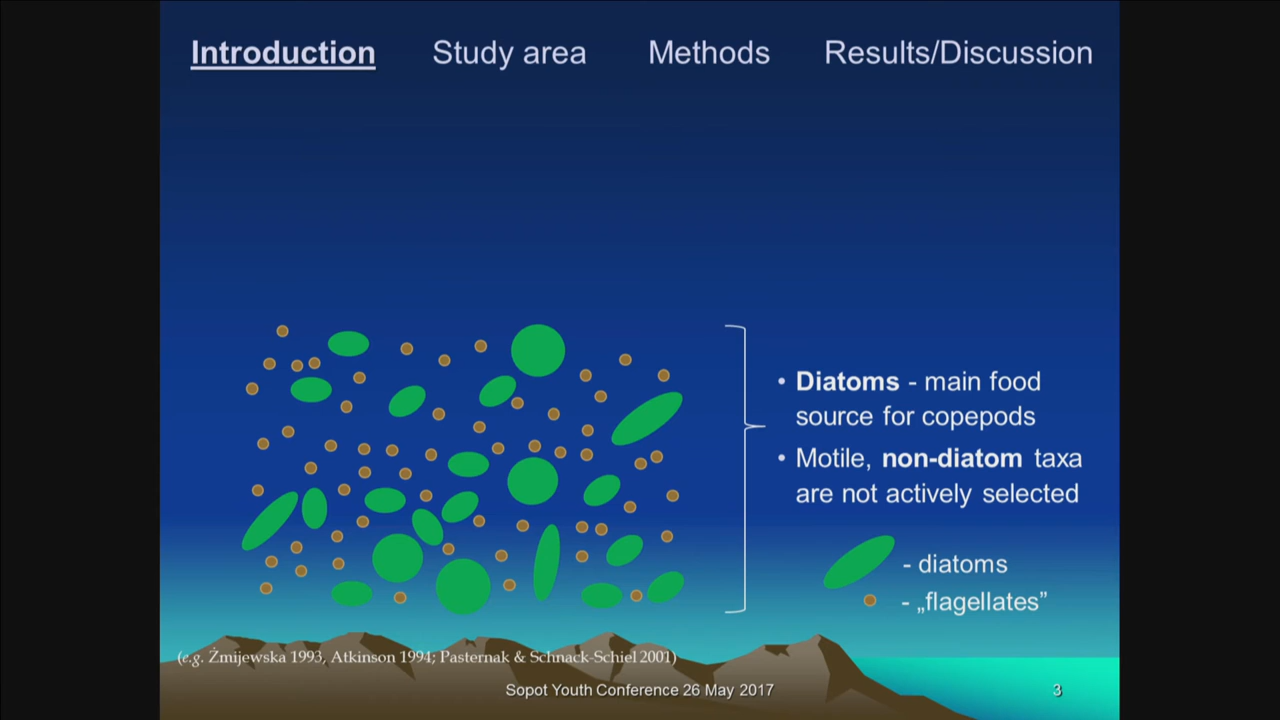 Introduction Study area Methods Results/Discussion
• Diatoms - main food
source for copepods
• Motile, non-diatom taxa
are not actively selected
- diatoms
- „flagellates”
(e.g. Żmijewska 1993, Atkinson 1994; Pasternak & Schnack-Schiel 2001)
Sopot Youth Conference 26 May 2017 3